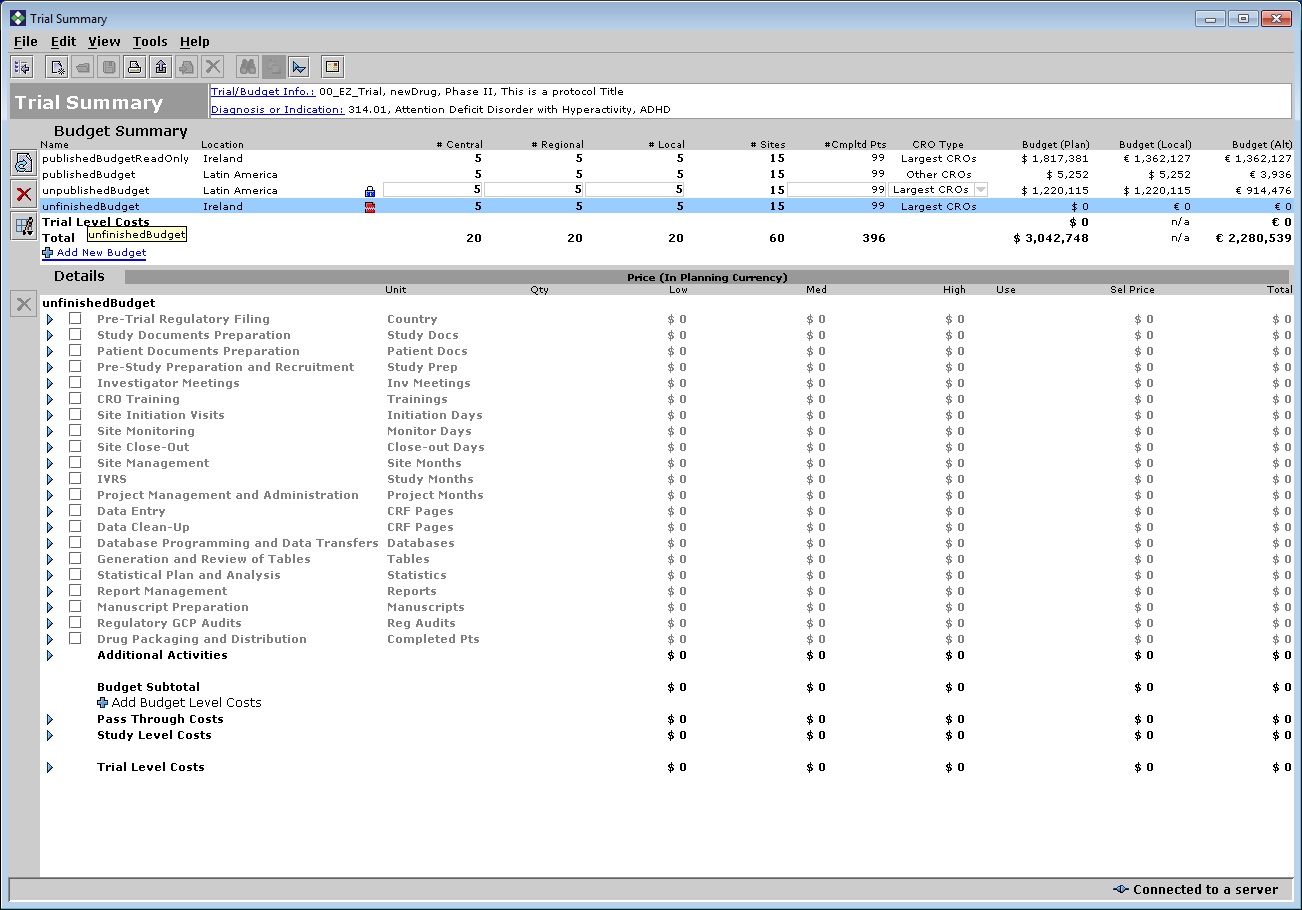 Trial Summary
File Edit View Tools Help
Trial Summary
Trial/Budget Info.: 00_EZ_Trial, newDrug, Phase II, This is a protocol Title
Diagnosis or Indication: 314.01, Attention Deficit Disorder with Hyperactivity, ADHD
Budget Summary
Name Location # Central # Regional # Local # Sites #Cmpltd Pts CRO Type Budget (Plan) Budget (Local) Budget (Alt)
publishedBudgetReadOnly Ireland 5 5 5 15 99 Largest CROs $ 1,817,381 € 1,362,127 € 1,362,127
publishedBudget Latin America 5 5 5 15 99 Other CROs $ 5,252 $ 5,252 € 3,936
unpublishedBudget Latin America 5 5 5 15 99 Largest CROs $ 1,220,115 $ 1,220,115 € 914,476
unfinishedBudget Ireland 5 5 5 15 99 Largest CROs $ 0 € 0 € 0
Trial Level Costs $ 0 n/a € 0
unfinishedBudget
Total 20 20 20 60 396 $ 3,042,748 n/a € 2,280,539
Add New Budget
Details Price (In Planning Currency)
Unit Qty Low Med High Use Sel Price Total
unfinishedBudget
Pre-Trial Regulatory Filing Country $ 0 $ 0 $ 0 $ 0 $ 0
Study Documents Preparation Study Docs $ 0 $ 0 $ 0 $ 0 $ 0
Patient Documents Preparation Patient Docs $ 0 $ 0 $ 0 $ 0 $ 0
Pre-Study Preparation and Recruitment Study Prep $ 0 $ 0 $ 0 $ 0 $ 0
Investigator Meetings Inv Meetings $ 0 $ 0 $ 0 $ 0 $ 0
CRO Training Trainings $ 0 $ 0 $ 0 $ 0 $ 0
Site Initiation Visits Initiation Days $ 0 $ 0 $ 0 $ 0 $ 0
Site Monitoring Monitor Days $ 0 $ 0 $ 0 $ 0 $ 0
Site Close-Out Close-out Days $ 0 $ 0 $ 0 $ 0 $ 0
Site Management Site Months $ 0 $ 0 $ 0 $ 0 $ 0
IVRS Study Months $ 0 $ 0 $ 0 $ 0 $ 0
Project Management and Administration Project Months $ 0 $ 0 $ 0 $ 0 $ 0
Data Entry CRF Pages $ 0 $ 0 $ 0 $ 0 $ 0
Data Clean-Up CRF Pages $ 0 $ 0 $ 0 $ 0 $ 0
Database Programming and Data Transfers Databases $ 0 $ 0 $ 0 $ 0 $ 0
Generation and Review of Tables Tables $ 0 $ 0 $ 0 $ 0 $ 0
Statistical Plan and Analysis Statistics $ 0 $ 0 $ 0 $ 0 $ 0
Report Management Reports $ 0 $ 0 $ 0 $ 0 $ 0
Manuscript Preparation Manuscripts $ 0 $ 0 $ 0 $ 0 $ 0
Regulatory GCP Audits Reg Audits $ 0 $ 0 $ 0 $ 0 $ 0
Drug Packaging and Distribution Completed Pts $ 0 $ 0 $ 0 $ 0 $ 0
Additional Activities $ 0 $ 0 $ 0 $ 0 $ 0
Budget Subtotal $ 0 $ 0 $ 0 $ 0 $ 0
Add Budget Level Costs
Pass Through Costs $ 0 $ 0 $ 0 $ 0 $ 0
Study Level Costs $ 0 $ 0 $ 0 $ 0 $ 0
Trial Level Costs $ 0 $ 0 $ 0 $ 0 $ 0
Connected to a server